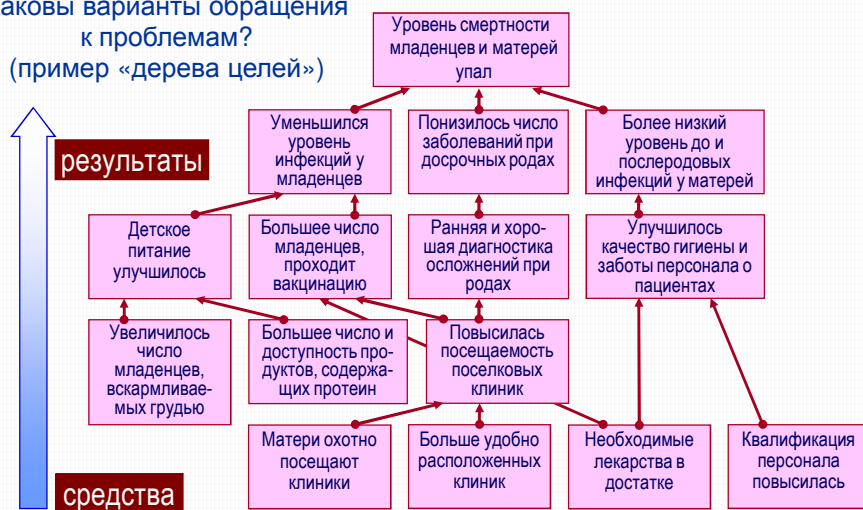 аковы варианты обращения
к проблемам?
(пример «дерева целей»)
Уровень смертности
младенцев и матерей
упал
результаты
Уменьшился
уровень
инфекций у
младенцев
Понизилось число
заболеваний при
досрочных родах
Более низкий
уровень до и
послеродовых
инфекций у матерей
Детское
питание
улучшилось
Большее число
младенцев,
проходит
вакцинацию
Ранняя и хоро-
шая диагностика
осложнений при
родах
Улучшилось
качество гигиены и
заботы персонала о
пациентах
Увеличилось
число
младенцев,
вскармливае-
мых грудью
Большее число и
доступность про-
дуктов, содержа-
щих протеин
Повысилась
посещаемость
поселковых
клиник
Матери охотно
посещают
клиники
Больше удобно
расположенных
клиник
Необходимые
лекарства в
достатке
Квалификация
персонала
повысилась
средства